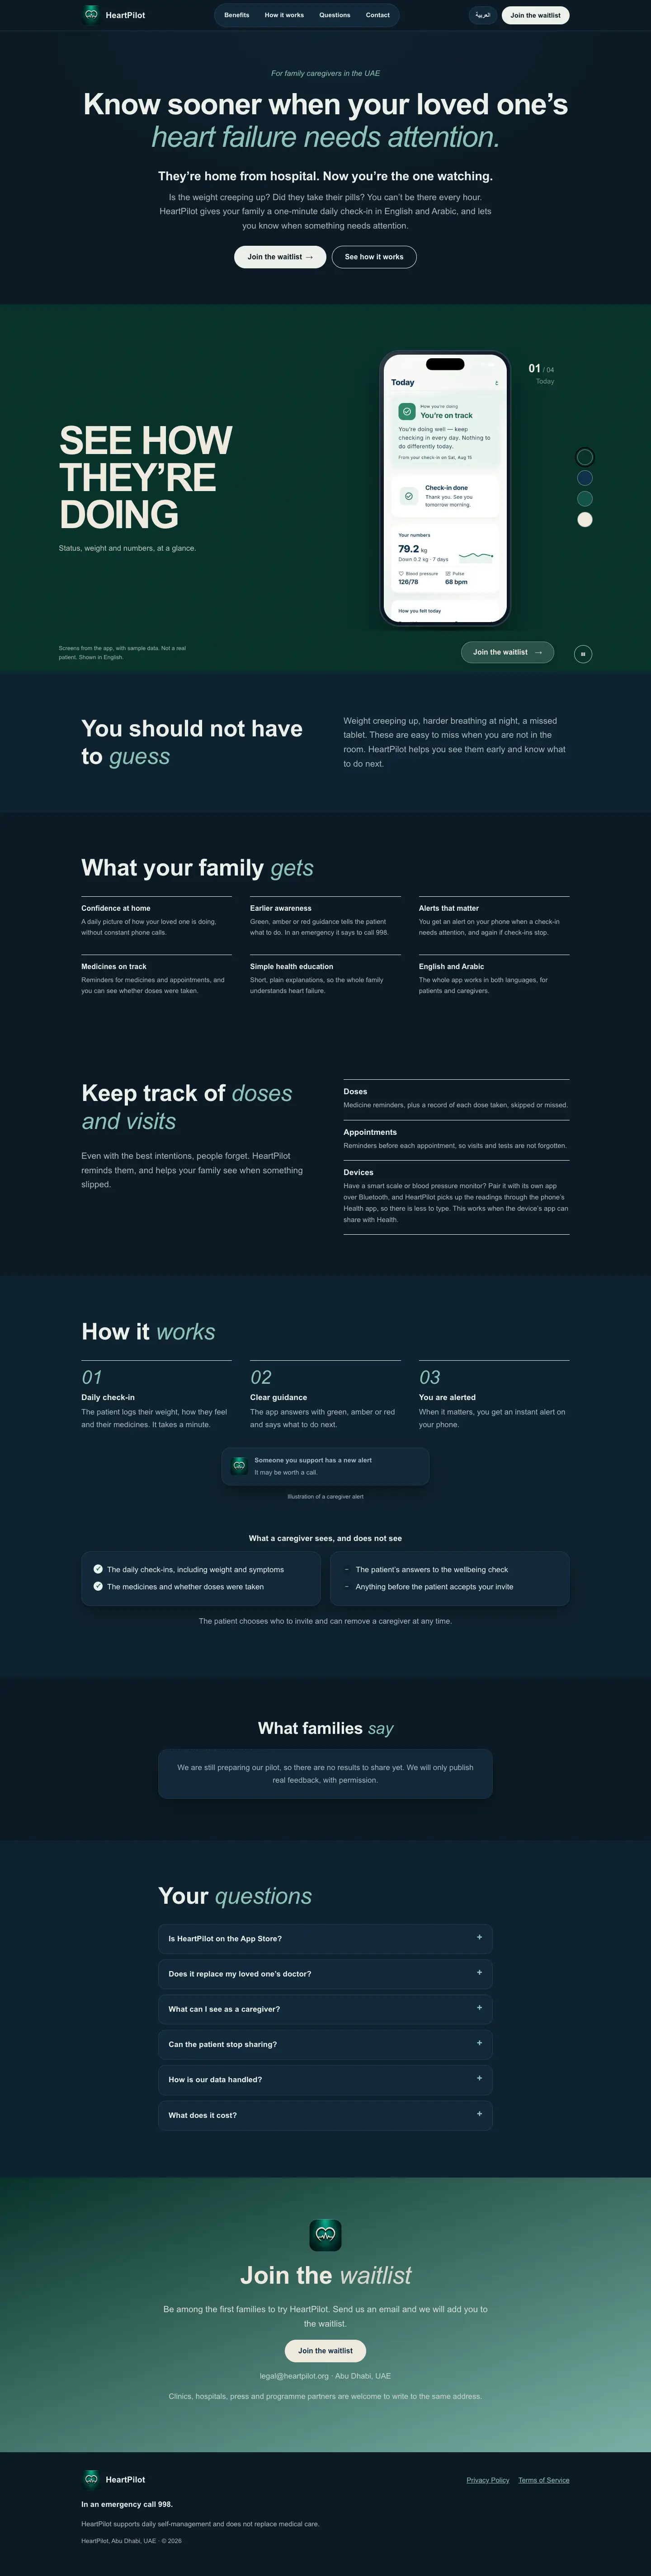 HeartPilot
Benefits
How it works
Questions
Contact
العربية
Join the waitlist
For family caregivers in the UAE
Know sooner when your loved one’s
heart failure needs attention.
They’re home from hospital. Now you’re the one watching.
Is the weight creeping up? Did they take their pills? You can’t be there every hour.
HeartPilot gives your family a one-minute daily check-in in English and Arabic, and lets
you know when something needs attention.
Join the waitlist →
See how it works
SEE HOW
THEY’RE
DOING
Status, weight and numbers, at a glance.
Screens from the app, with sample data. Not a real
patient. Shown in English.
Today
How you’re doing
You’re on track
You’re doing well — keep
checking in every day. Nothing to
do differently today.
From your check-in on Sat, Aug 15
Check-in done
Thank you. See you
tomorrow morning.
Your numbers
79.2 kg
Down 0.2 kg · 7 days
Blood pressure
126/78
Pulse
68 bpm
How you felt today
01 / 04
Today
Join the waitlist →
You should not have
to guess
Weight creeping up, harder breathing at night, a missed
tablet. These are easy to miss when you are not in the
room. HeartPilot helps you see them early and know what
to do next.
What your family gets
Confidence at home
A daily picture of how your loved one is doing,
without constant phone calls.
Earlier awareness
Green, amber or red guidance tells the patient
what to do. In an emergency it says to call 998.
Alerts that matter
You get an alert on your phone when a check-in
needs attention, and again if check-ins stop.
Medicines on track
Reminders for medicines and appointments, and
you can see whether doses were taken.
Simple health education
Short, plain explanations, so the whole family
understands heart failure.
English and Arabic
The whole app works in both languages, for
patients and caregivers.
Keep track of doses
and visits
Even with the best intentions, people forget. HeartPilot
reminds them, and helps your family see when something
slipped.
Doses
Medicine reminders, plus a record of each dose taken, skipped or missed.
Appointments
Reminders before each appointment, so visits and tests are not forgotten.
Devices
Have a smart scale or blood pressure monitor? Pair it with its own app
over Bluetooth, and HeartPilot picks up the readings through the phone’s
Health app, so there is less to type. This works when the device’s app can
share with Health.
How it works
01
Daily check-in
The patient logs their weight, how they feel
and their medicines. It takes a minute.
02
Clear guidance
The app answers with green, amber or red
and says what to do next.
03
You are alerted
When it matters, you get an instant alert on
your phone.
Someone you support has a new alert
It may be worth a call.
Illustration of a caregiver alert
What a caregiver sees, and does not see
The daily check-ins, including weight and symptoms
The medicines and whether doses were taken
– The patient’s answers to the wellbeing check
– Anything before the patient accepts your invite
The patient chooses who to invite and can remove a caregiver at any time.
What families say
We are still preparing our pilot, so there are no results to share yet. We will only publish
real feedback, with permission.
Your questions
Is HeartPilot on the App Store? +
Does it replace my loved one’s doctor? +
What can I see as a caregiver? +
Can the patient stop sharing? +
How is our data handled? +
What does it cost? +
Join the waitlist
Be among the first families to try HeartPilot. Send us an email and we will add you to
the waitlist.
Join the waitlist
legal@heartpilot.org · Abu Dhabi, UAE
Clinics, hospitals, press and programme partners are welcome to write to the same address.
HeartPilot
Privacy Policy
Terms of Service
In an emergency call 998.
HeartPilot supports daily self-management and does not replace medical care.
HeartPilot, Abu Dhabi, UAE · © 2026